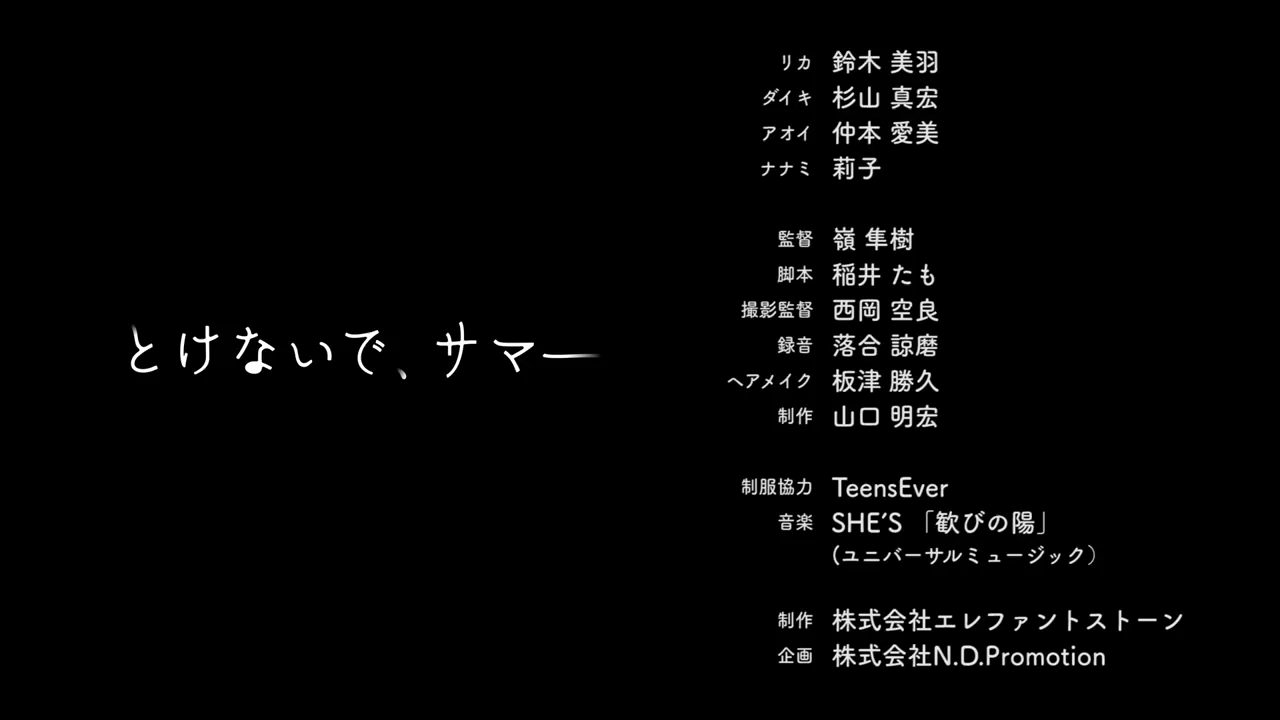 とけないで、サマー
リカ 鈴木 美羽
ダイキ 杉山 真宏
アオイ 仲本 愛美
ナナミ 莉子
監督 嶺 隼樹
脚本 稲井 たも
撮影監督 西岡 空良
録音 落合 諒磨
ヘアメイク 板津 勝久
制作 山口 明宏
制服協力 TeensEver
音楽 SHE'S 「歓びの陽」
(ユニバーサルミュージック)
制作 株式会社エレファントストーン
企画 株式会社N.D.Promotion